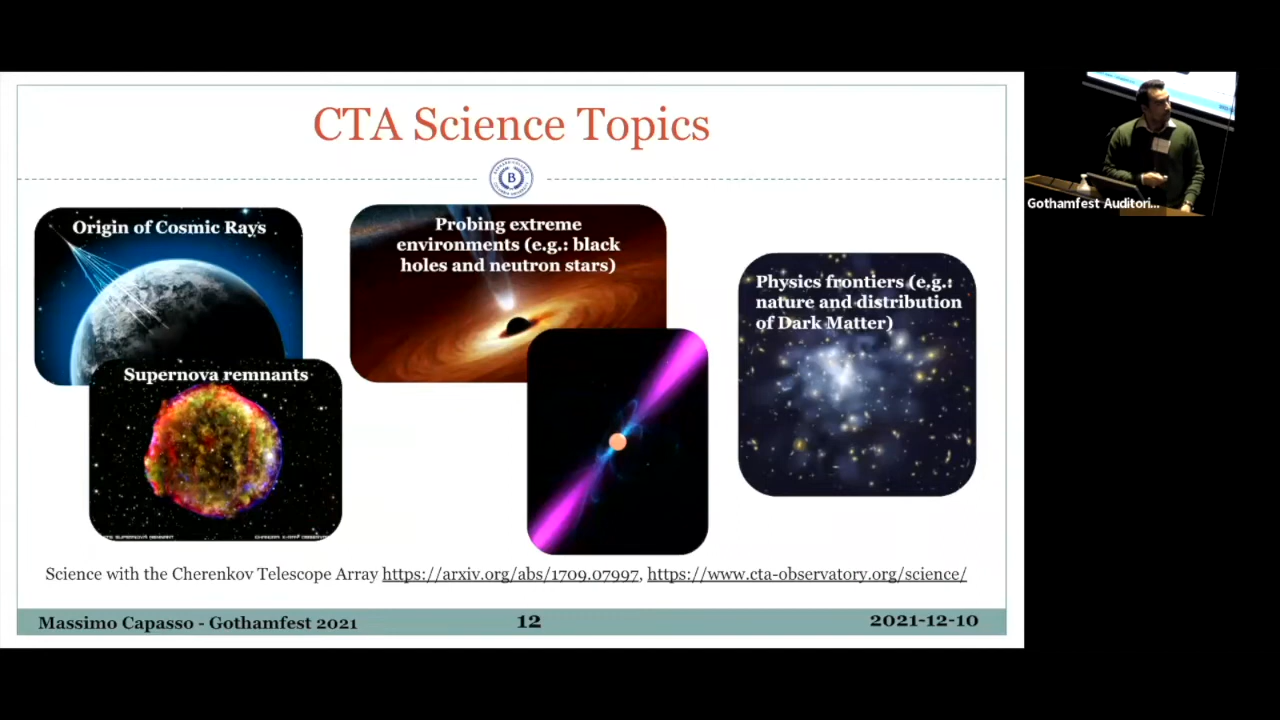 CTA Science Topics
B
Origin of Cosmic Rays
Supernova remnants
Probing extreme
environments (e.g.: black
holes and neutron stars)
Physics frontiers (e.g.:
nature and distribution
of Dark Matter)
Science with the Cherenkov Telescope Array https://arxiv.org/abs/1709.07997, https://www.cta-observatory.org/science/
Massimo Capasso - Gothamfest 2021
12
2021-12-10
Gothamfest Auditori...